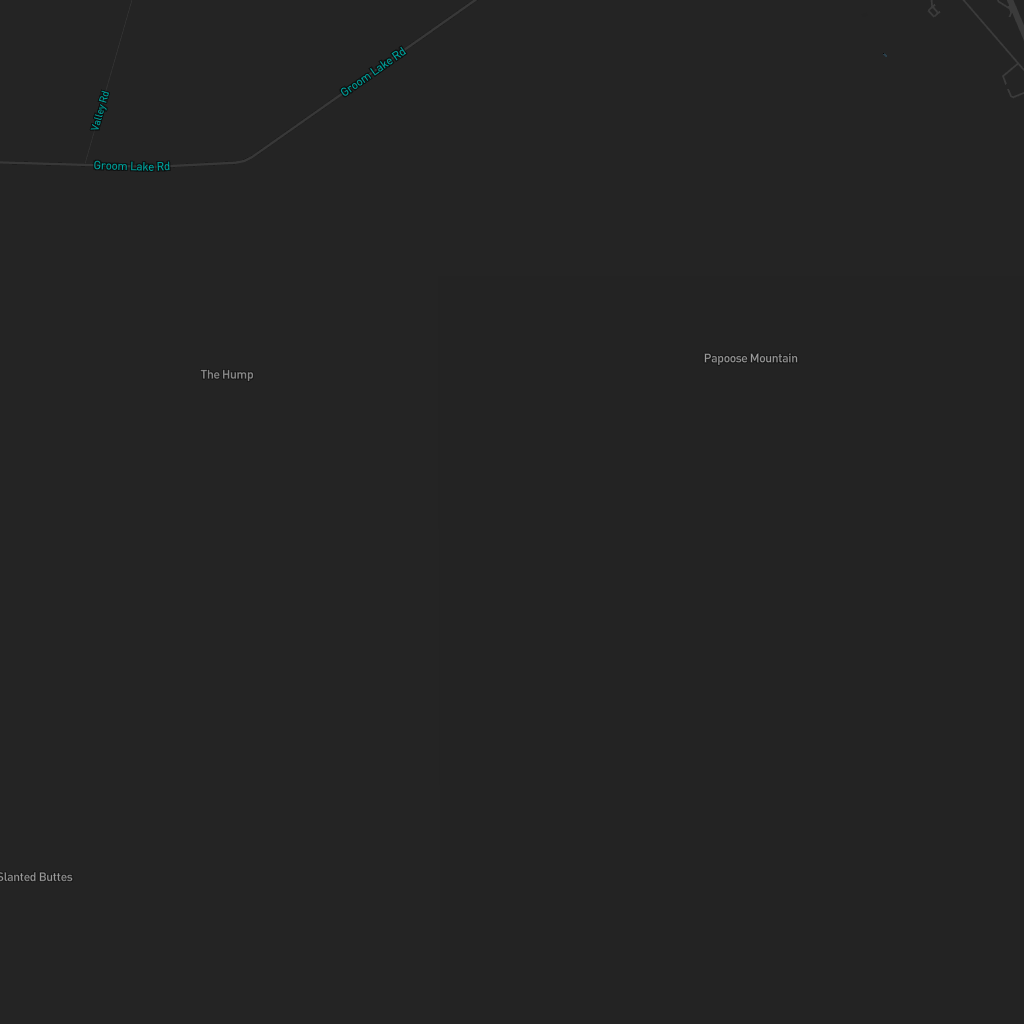 Groom Lake Rd
Valley Rd
Groom Lake Rd
Papoose Mountain
The Hump
Slanted Buttes